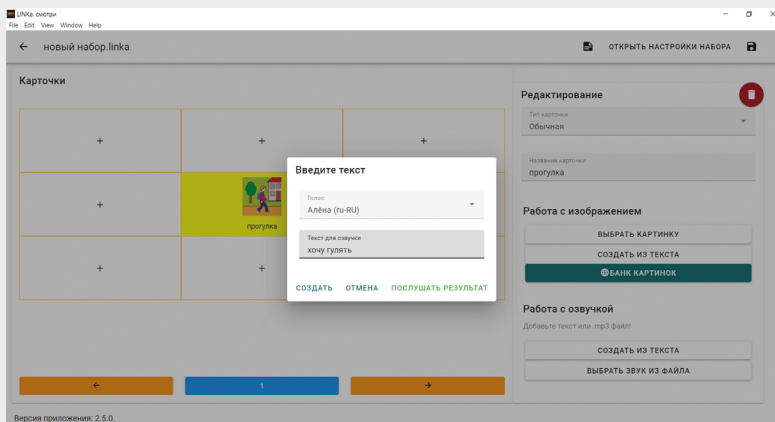 LINKa. смотри
File Edit View Window Help
← новый набор.linka
ОТКРЫТЬ НАСТРОЙКИ НАБОРА
Карточки
+ + +
+
прогулка
+ +
← 1 →
Версия приложения: 2.5.0.
Введите текст
Голос
Алёна (ru-RU)
Текст для озвучки
хочу гулять
СОЗДАТЬ ОТМЕНА ПОСЛУШАТЬ РЕЗУЛЬТАТ
Редактирование
Тип карточки
Обычная
Название карточки
прогулка
Работа с изображением
ВЫБРАТЬ КАРТИНКУ
СОЗДАТЬ ИЗ ТЕКСТА
БАНК КАРТИНОК
Работа с озвучкой
Добавьте текст или .mp3 файл!
СОЗДАТЬ ИЗ ТЕКСТА
ВЫБРАТЬ ЗВУК ИЗ ФАЙЛА